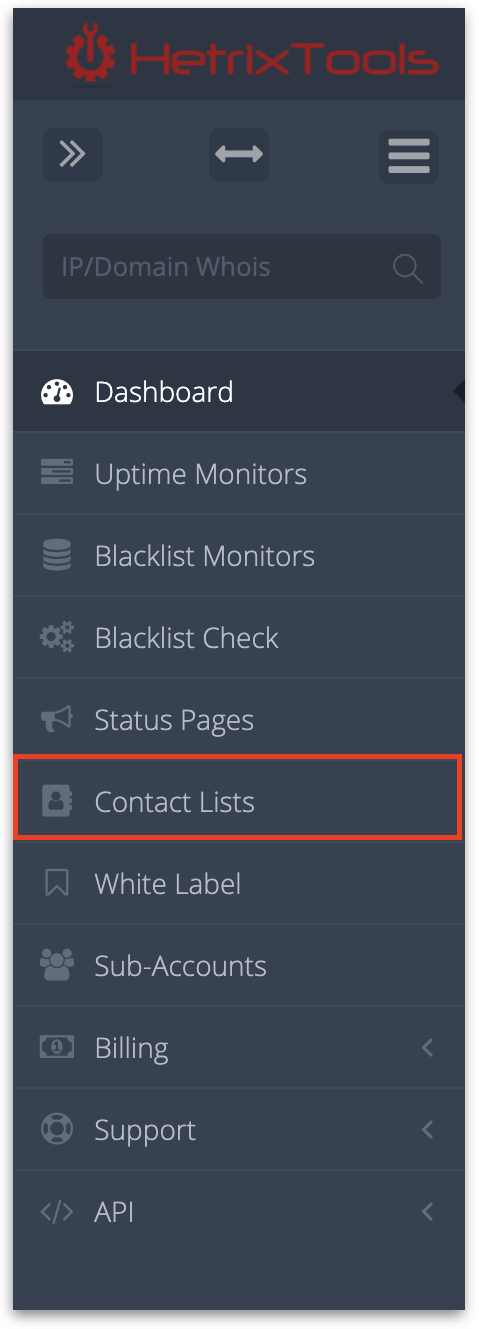 HetrixTools
IP/Domain Whois
Dashboard
Uptime Monitors
Blacklist Monitors
Blacklist Check
Status Pages
Contact Lists
White Label
Sub-Accounts
Billing
Support
API